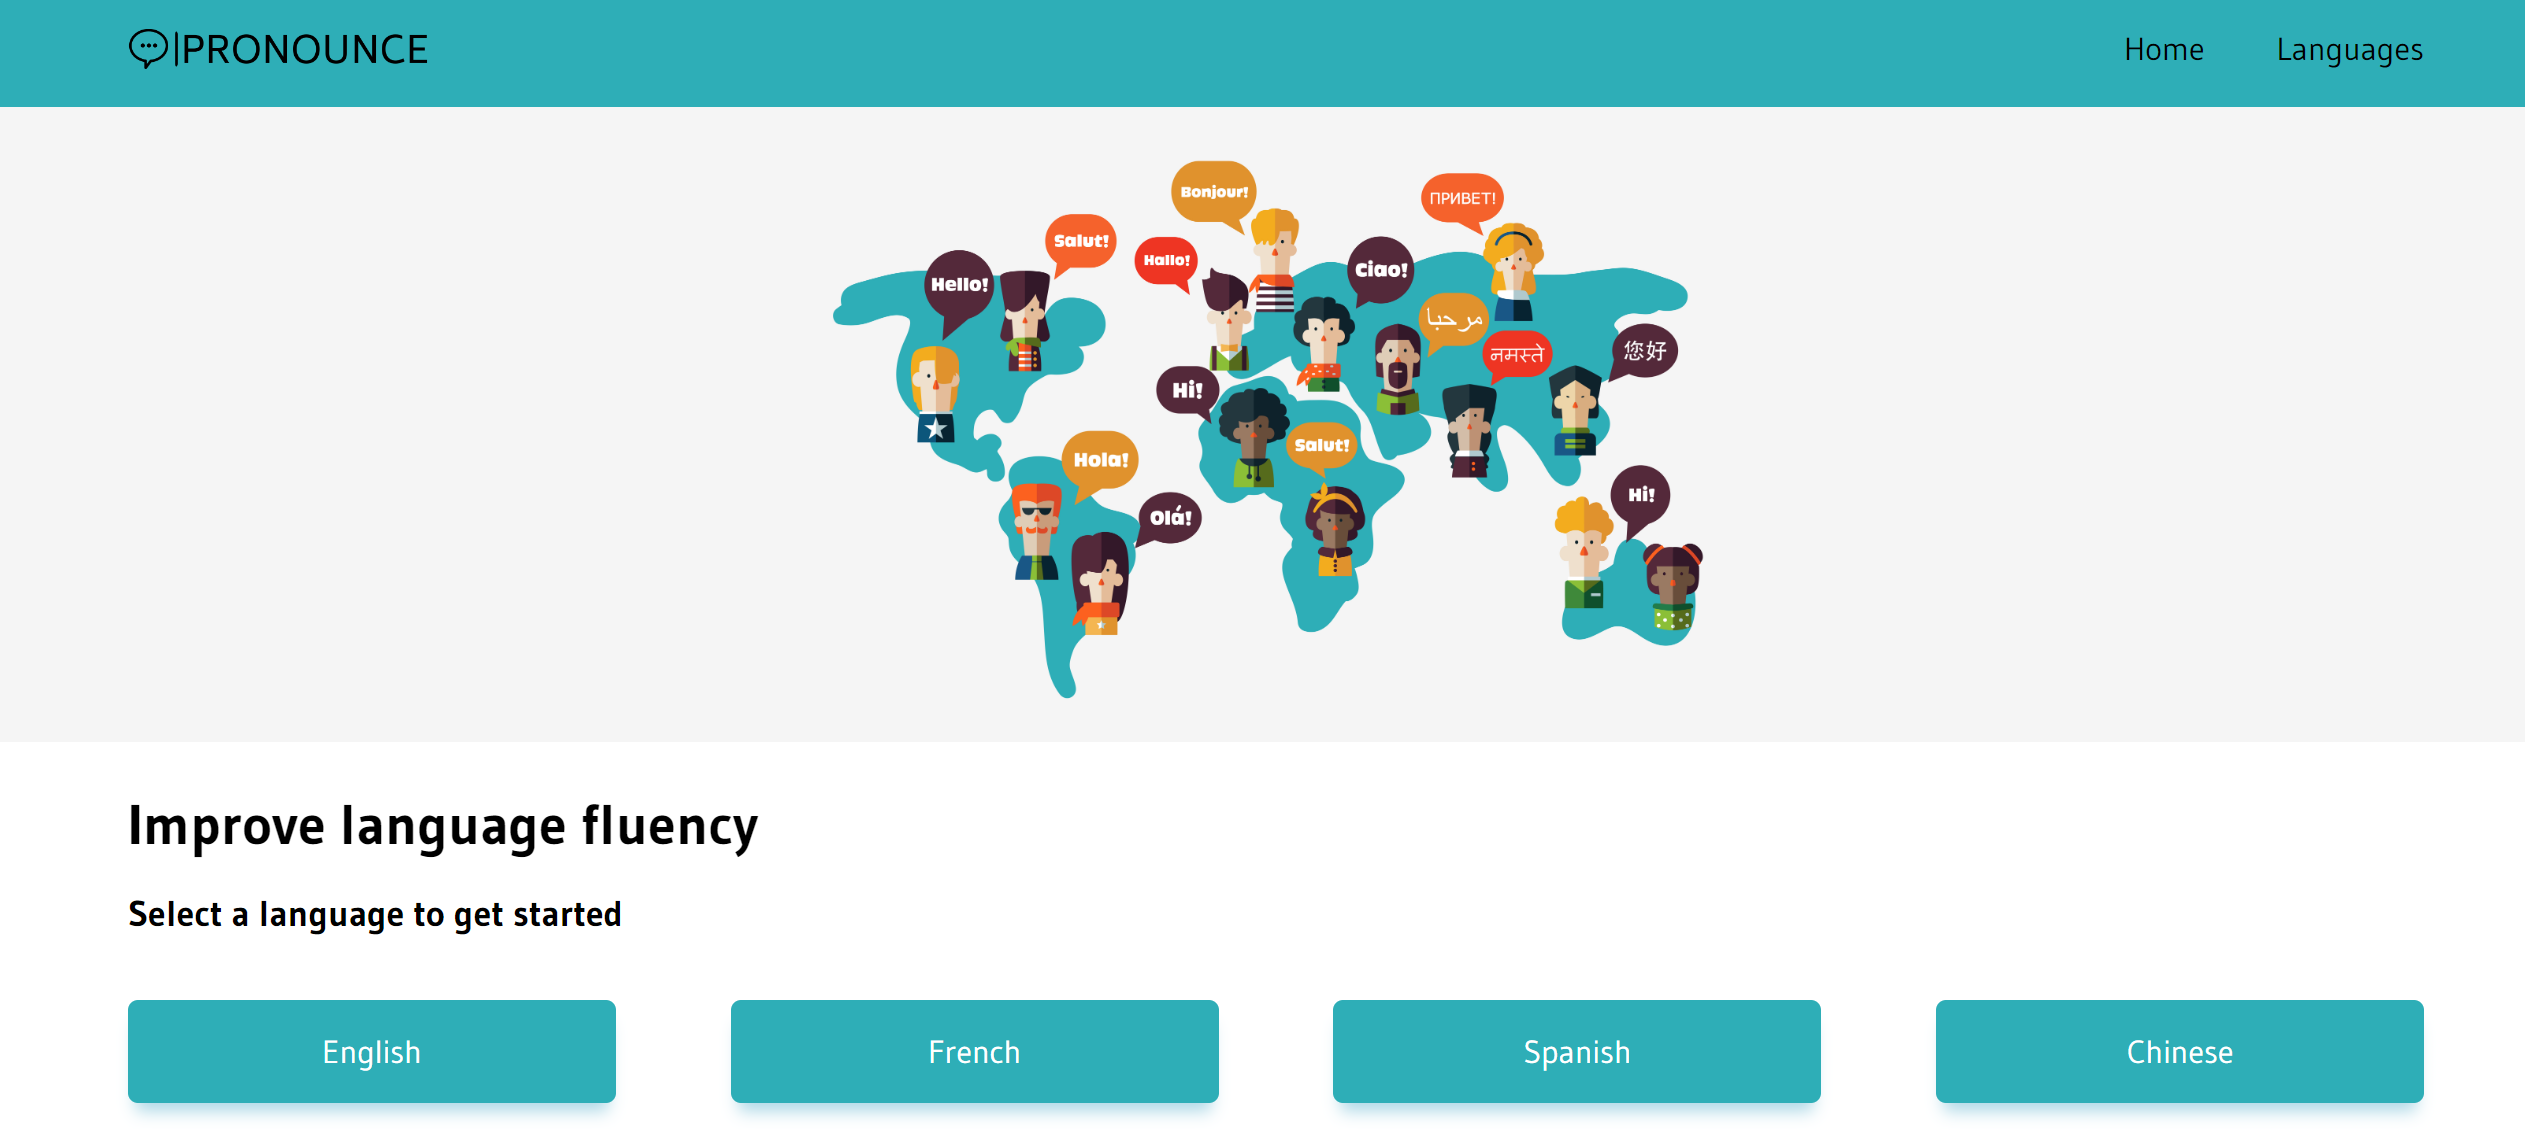 PRONOUNCE
Home
Languages
Bonjour!
ПРИВЕТ!
Salut!
Hallo!
Ciao!
Hello!
مرحبا
नमस्ते
您好
Hi!
Salut!
Hola!
Olá!
Hi!
Improve language fluency
Select a language to get started
English
French
Spanish
Chinese